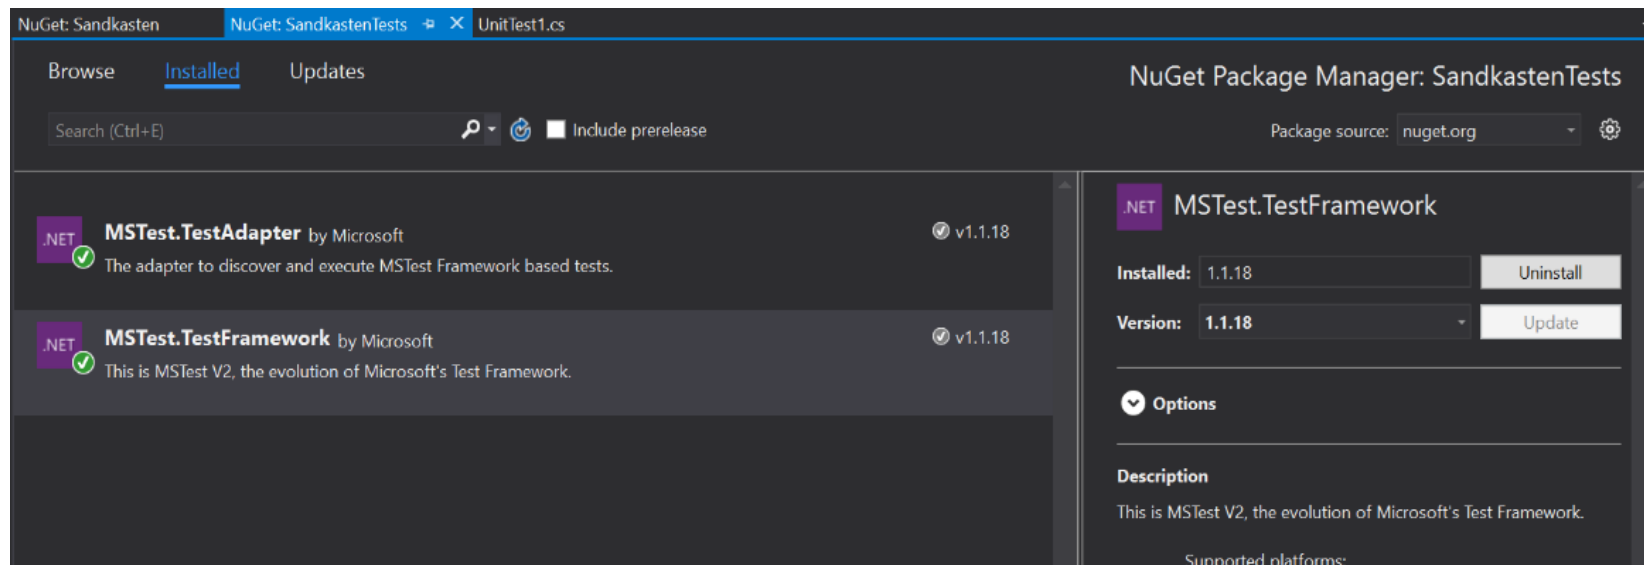 NuGet: Sandkasten NuGet: SandkastenTests UnitTest1.cs
Browse Installed Updates
NuGet Package Manager: SandkastenTests
Search (Ctrl+E) Include prerelease
Package source: nuget.org
.NET MSTest.TestAdapter by Microsoft v1.1.18
The adapter to discover and execute MSTest Framework based tests.
.NET MSTest.TestFramework by Microsoft v1.1.18
This is MSTest V2, the evolution of Microsoft's Test Framework.
.NET MSTest.TestFramework
Installed: 1.1.18 Uninstall
Version: 1.1.18 Update
Options
Description
This is MSTest V2, the evolution of Microsoft's Test Framework.
Supported platforms: